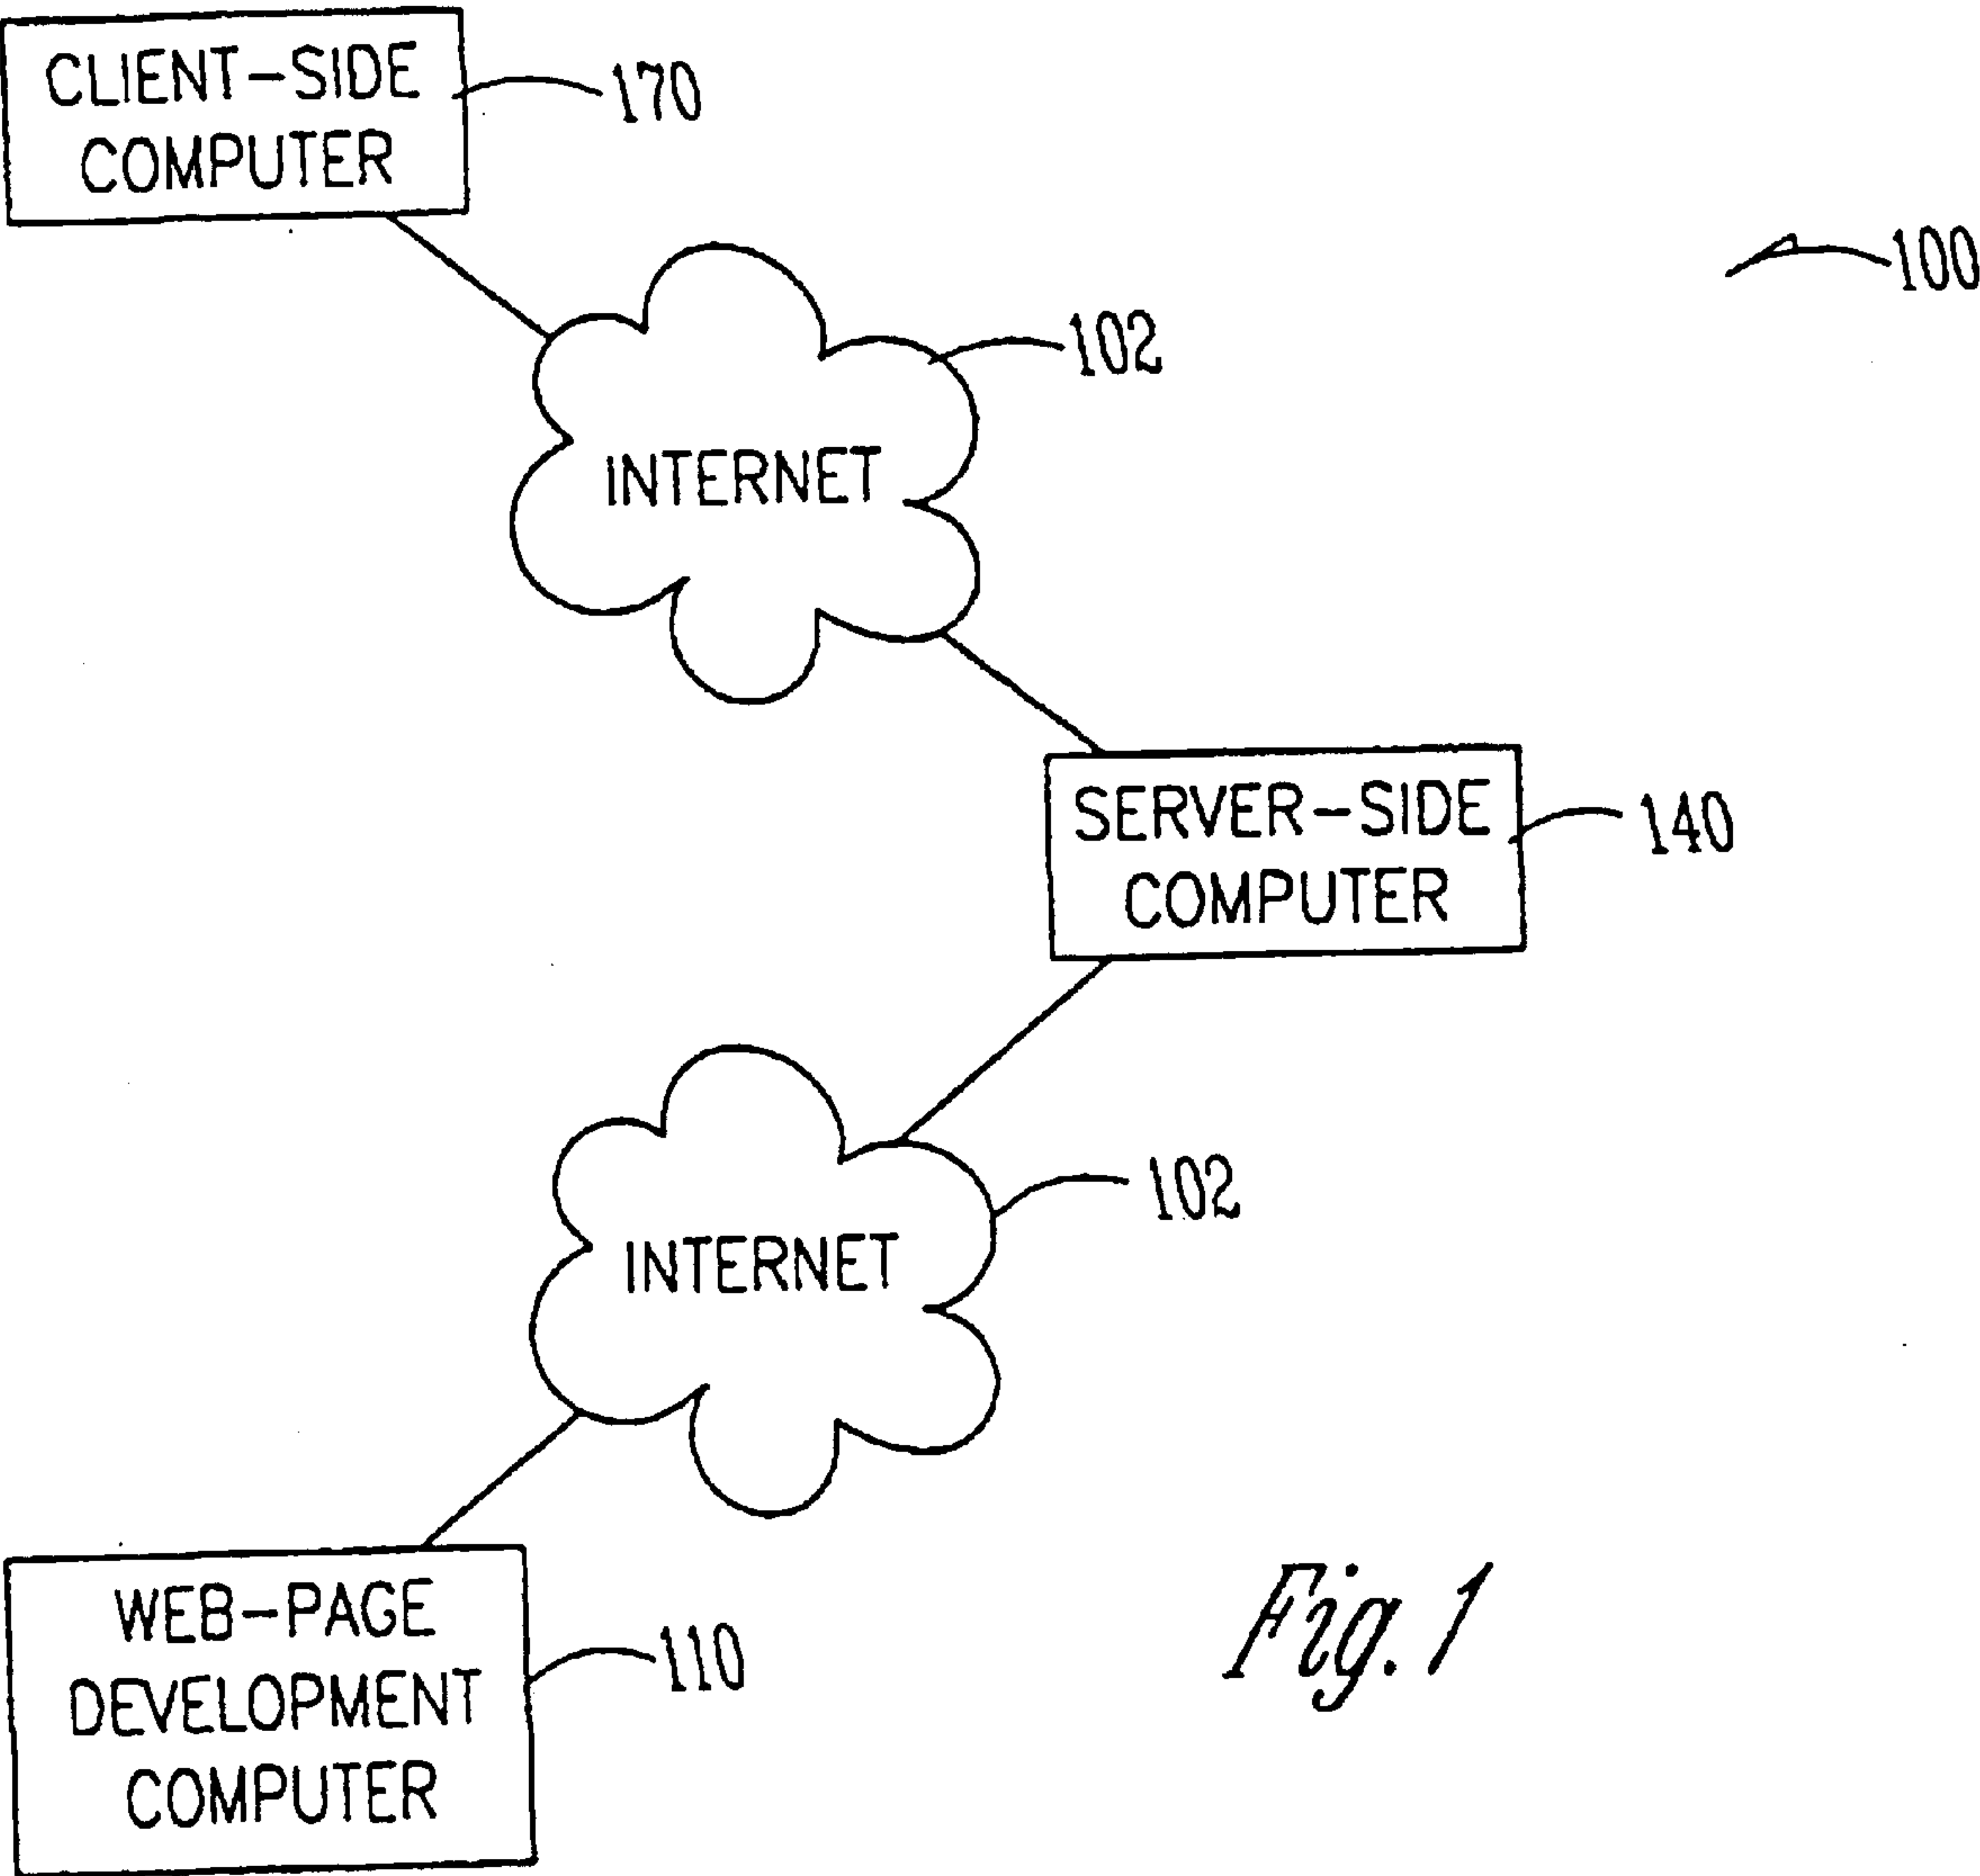 CLIENT-SIDE
COMPUTER
170
100
102
INTERNET
SERVER-SIDE
COMPUTER
140
102
INTERNET
WEB-PAGE
DEVELOPMENT
COMPUTER
110
Fig. 1